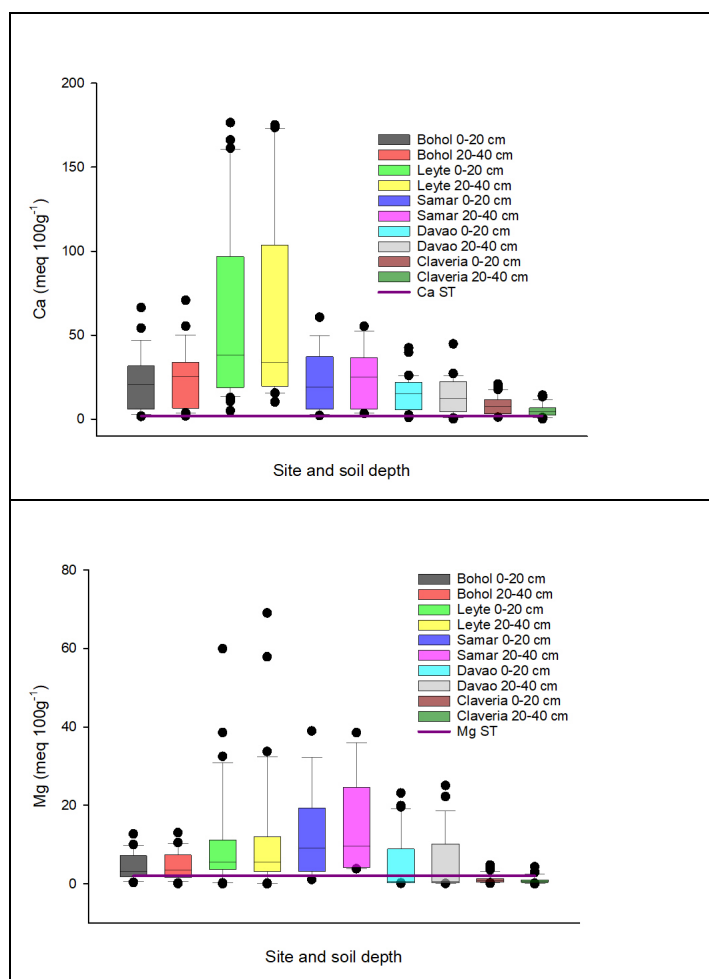 200
150
100
50
0
Ca (meq 100g-1)
Bohol 0-20 cm
Bohol 20-40 cm
Leyte 0-20 cm
Leyte 20-40 cm
Samar 0-20 cm
Samar 20-40 cm
Davao 0-20 cm
Davao 20-40 cm
Claveria 0-20 cm
Claveria 20-40 cm
Ca ST
Site and soil depth
80
60
40
20
0
Mg (meq 100g-1)
Bohol 0-20 cm
Bohol 20-40 cm
Leyte 0-20 cm
Leyte 20-40 cm
Samar 0-20 cm
Samar 20-40 cm
Davao 0-20 cm
Davao 20-40 cm
Claveria 0-20 cm
Claveria 20-40 cm
Mg ST
Site and soil depth